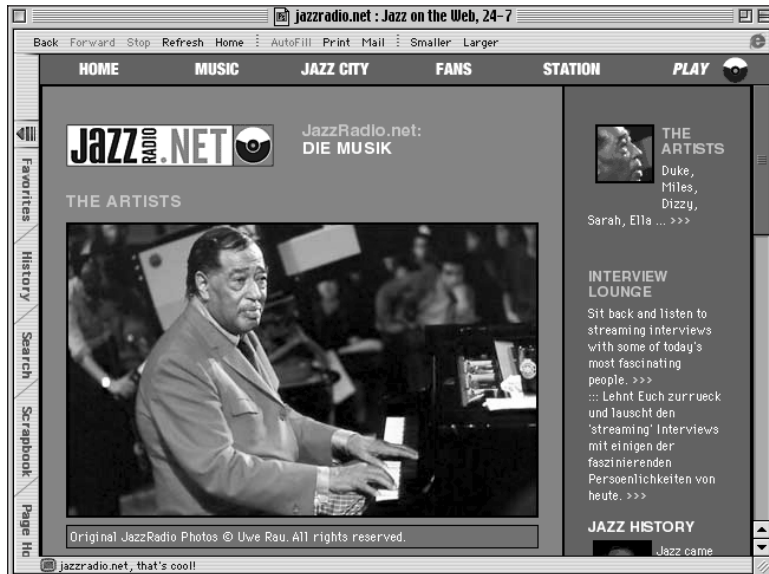 jazzradio.net : Jazz on the Web, 24-7
Back Forward Stop Refresh Home AutoFill Print Mail Smaller Larger
HOME MUSIC JAZZ CITY FANS STATION PLAY
Favorites
History
Search
Scrapbook
Page Ho
JAZZ RADIO .NET
JazzRadio.net:
DIE MUSIK
THE ARTISTS
Original JazzRadio Photos © Uwe Rau. All rights reserved.
THE
ARTISTS
Duke,
Miles,
Dizzy,
Sarah, Ella ... >>>
INTERVIEW
LOUNGE
Sit back and listen to
streaming interviews
with some of today's
most fascinating
people. >>>
::: Lehnt Euch zurrueck
und lauscht den
'streaming' Interviews
mit einigen der
faszinierenden
Persoenlichkeiten von
heute. >>>
JAZZ HISTORY
Jazz came
jazzradio.net, that's cool!